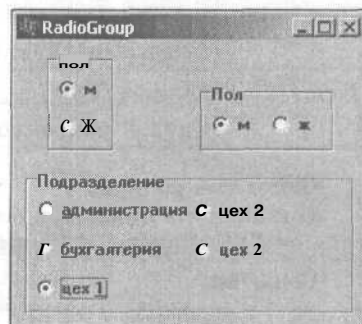 RadioGroup
Пол
м
с Ж
Пол
м ж
Подразделение
администрация С цех 2
Г бухгалтерия С цех 2
цех 1